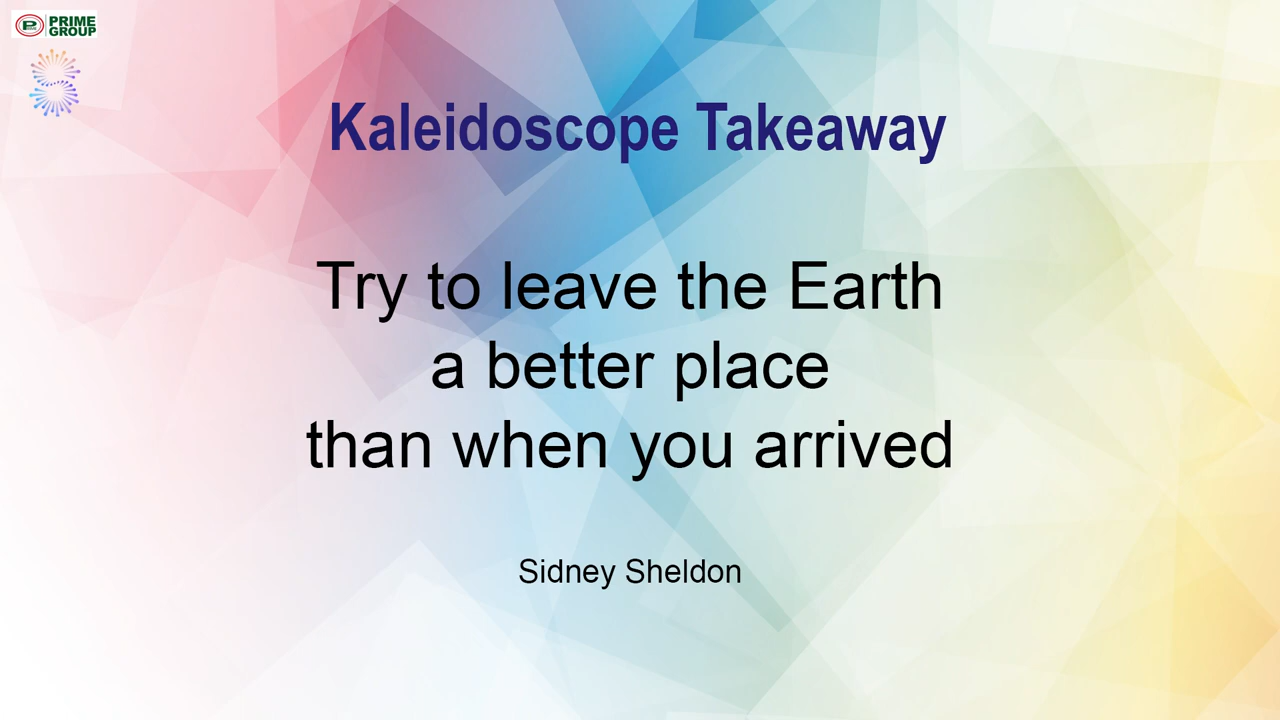 PRIME
GROUP
Kaleidoscope Takeaway
Try to leave the Earth
a better place
than when you arrived
Sidney Sheldon